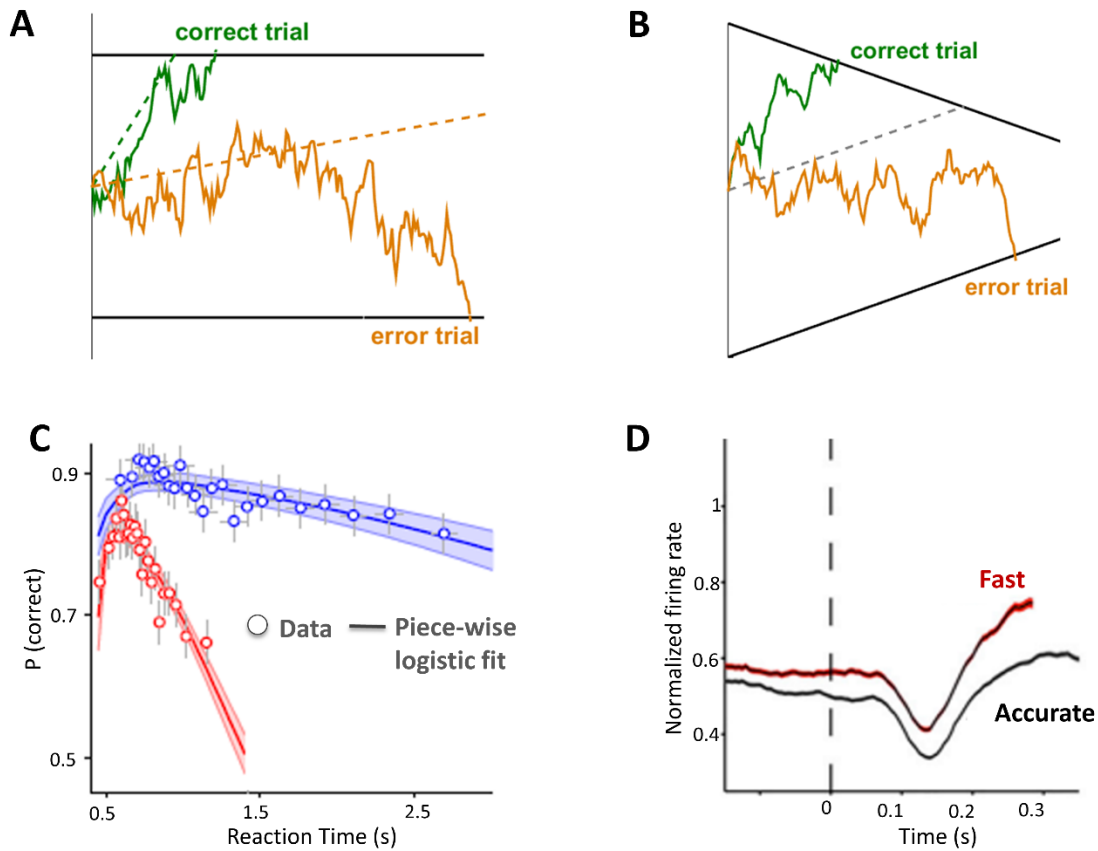 A
correct trial
error trial
B
correct trial
error trial
C
0.9
0.7
0.5
P (correct)
Data
Piece-wise
logistic fit
0.5
1.5
2.5
Reaction Time (s)
D
1
0.8
0.6
0.4
Normalized firing rate
Fast
Accurate
0
0.1
0.2
0.3
Time (s)